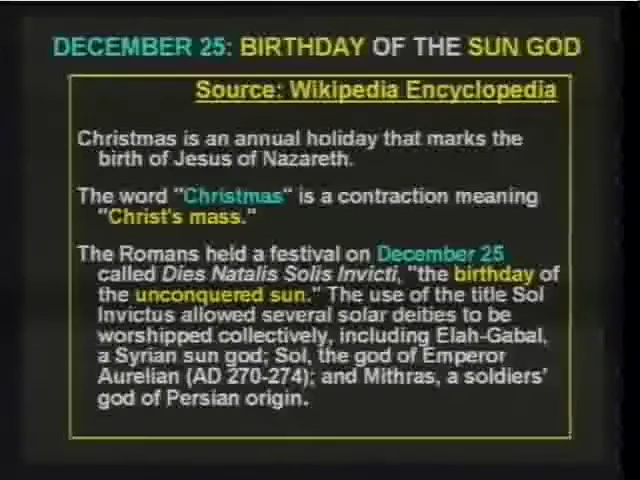 DECEMBER 25: BIRTHDAY OF THE SUN GOD
Source: Wikipedia Encyclopedia
Christmas is an annual holiday that marks the
birth of Jesus of Nazareth.
The word "Christmas" is a contraction meaning
"Christ's mass."
The Romans held a festival on December 25
called Dies Natalis Solis Invicti, "the birthday of
the unconquered sun." The use of the title Sol
Invictus allowed several solar deities to be
worshipped collectively, including Elah-Gabal,
a Syrian sun god; Sol, the god of Emperor
Aurelian (AD 270-274); and Mithras, a soldiers'
god of Persian origin.